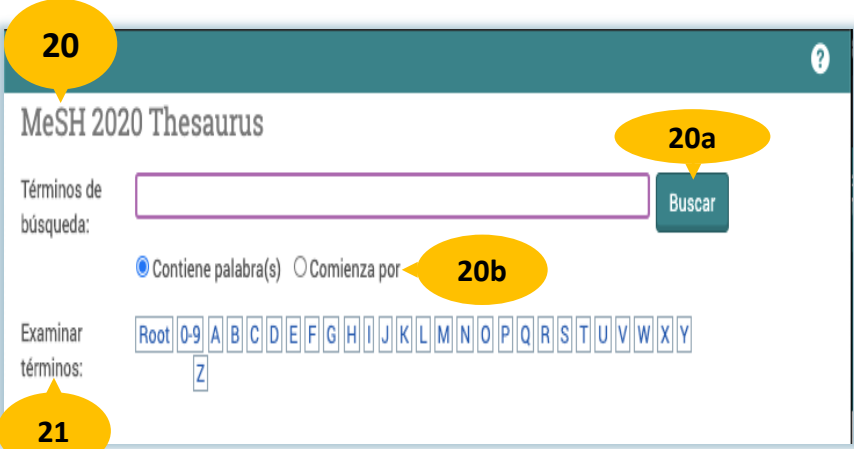 20
?
MeSH 2020 Thesaurus
20a
Términos de búsqueda:
Buscar
Contiene palabra(s) Comienza por
20b
Examinar términos:
Root 0-9 A B C D E F G H I J K L M N O P Q R S T U V W X Y
Z
21